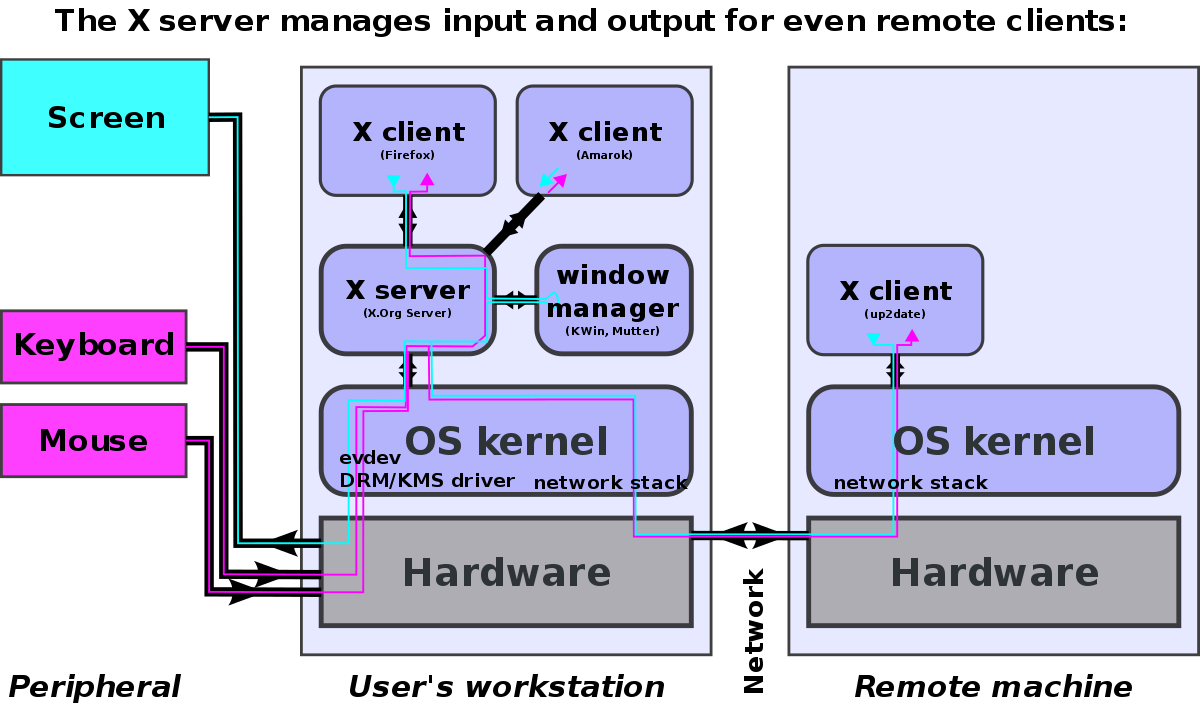 The X server manages input and output for even remote clients:
Screen
Keyboard
Mouse
X client
(Firefox)
X client
(Amarok)
X server
(X.Org Server)
window
manager
(KWin, Mutter)
OS kernel
evdev
DRM/KMS driver
network stack
Hardware
Network
X client
(up2date)
OS kernel
network stack
Hardware
Peripheral
User's workstation
Remote machine